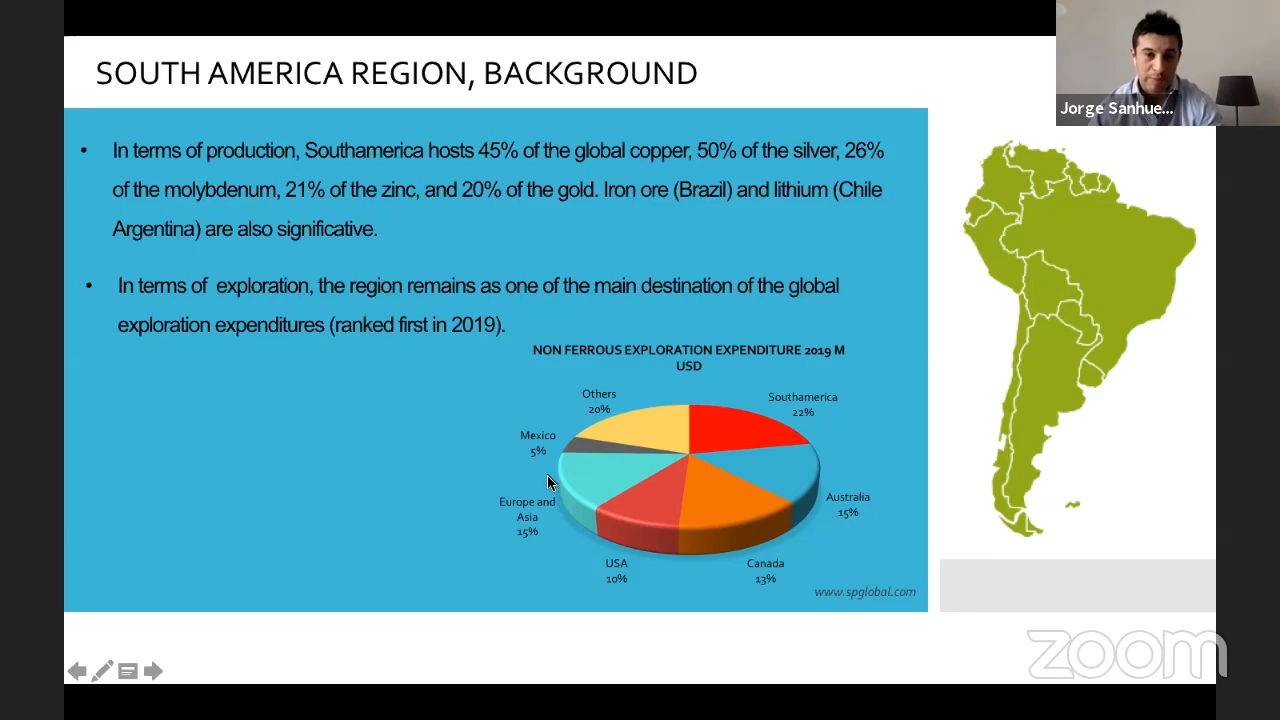 SOUTH AMERICA REGION, BACKGROUND
Jorge Sanhue...
• In terms of production, Southamerica hosts 45% of the global copper, 50% of the silver, 26%
of the molybdenum, 21% of the zinc, and 20% of the gold. Iron ore (Brazil) and lithium (Chile
Argentina) are also significative.
• In terms of exploration, the region remains as one of the main destination of the global
exploration expenditures (ranked first in 2019).
NON FERROUS EXPLORATION EXPENDITURE 2019 M
USD
Others
20%
Southamerica
22%
Mexico
5%
Europe and
Asia
15%
Australia
15%
USA
10%
Canada
13%
www.spglobal.com
zoom